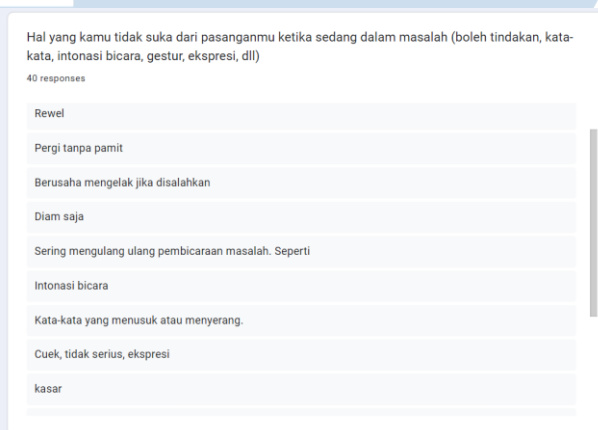 Hal yang kamu tidak suka dari pasanganmu ketika sedang dalam masalah (boleh tindakan, kata-
kata, intonasi bicara, gestur, ekspresi, dll)
40 responses
Rewel
Pergi tanpa pamit
Berusaha mengelak jika disalahkan
Diam saja
Sering mengulang ulang pembicaraan masalah. Seperti
Intonasi bicara
Kata-kata yang menusuk atau menyerang.
Cuek, tidak serius, ekspresi
kasar